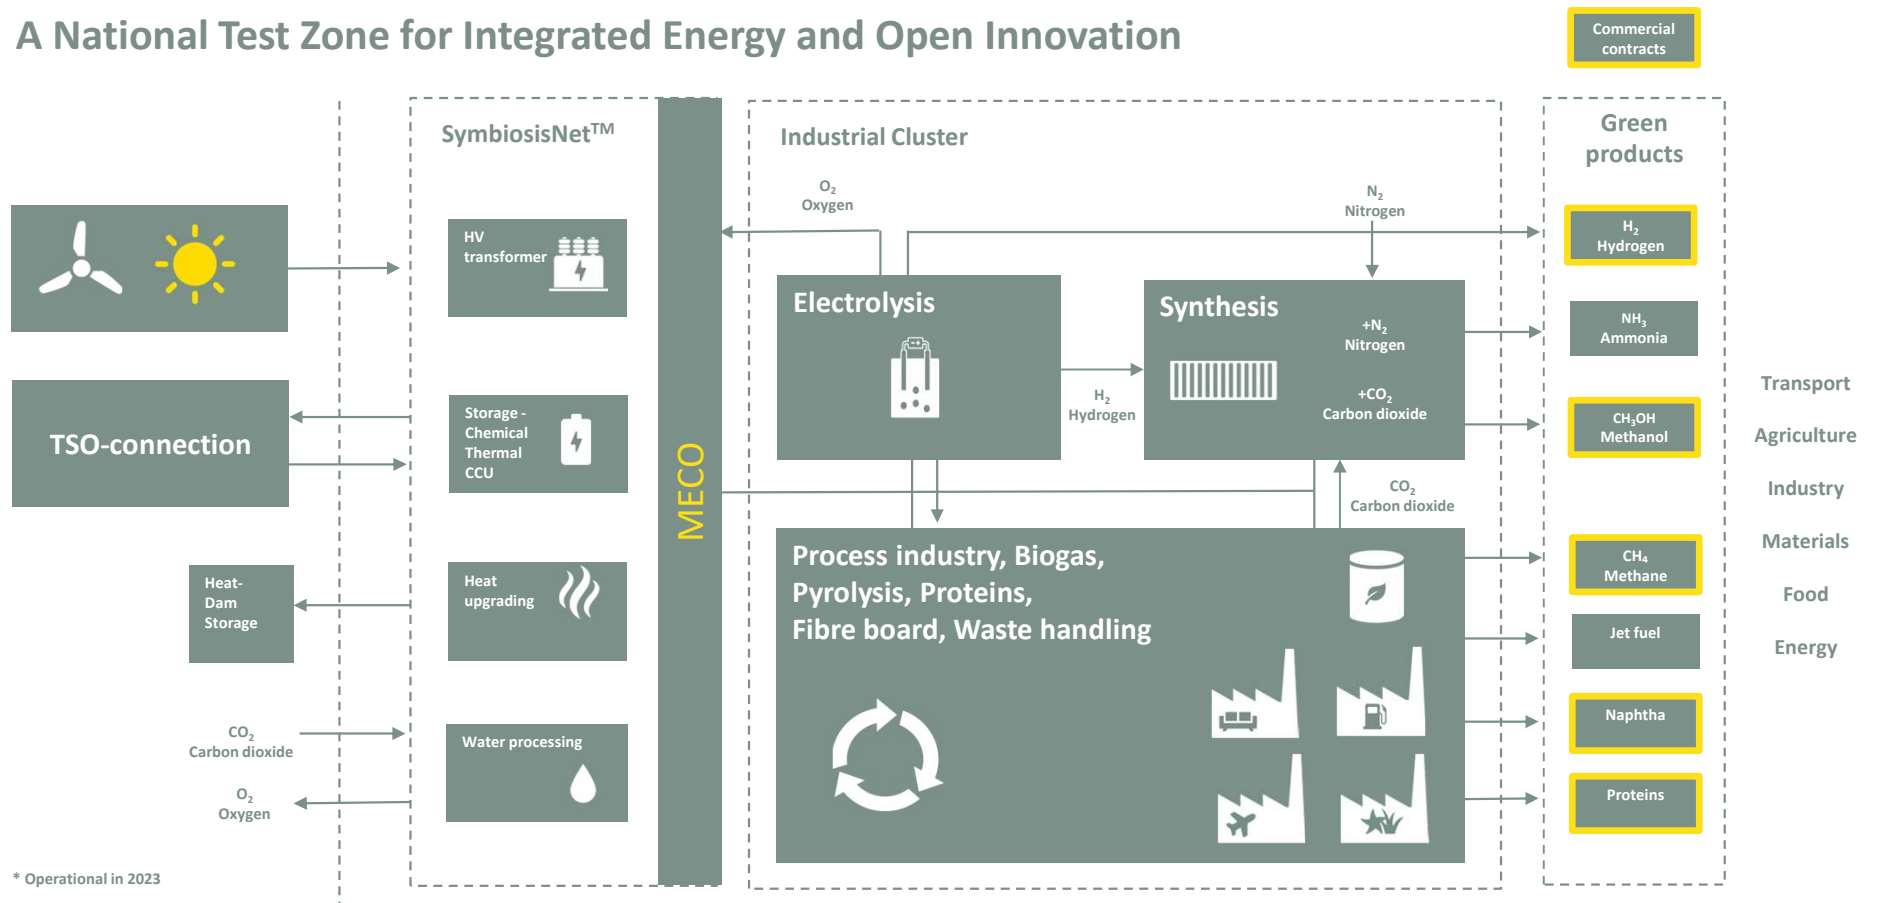 A National Test Zone for Integrated Energy and Open Innovation
Commercial
contracts
SymbiosisNet™
HV
transformer
Storage -
Chemical
Thermal
CCU
Heat
upgrading
Water processing
MECO
TSO-connection
Heat-
Dam
Storage
CO₂
Carbon dioxide
O₂
Oxygen
* Operational in 2023
Industrial Cluster
O₂
Oxygen
N₂
Nitrogen
Electrolysis
H₂
Hydrogen
Synthesis
+N₂
Nitrogen
+CO₂
Carbon dioxide
CO₂
Carbon dioxide
Process industry, Biogas,
Pyrolysis, Proteins,
Fibre board, Waste handling
Green
products
H₂
Hydrogen
NH₃
Ammonia
CH₃OH
Methanol
CH₄
Methane
Jet fuel
Naphtha
Proteins
Transport
Agriculture
Industry
Materials
Food
Energy